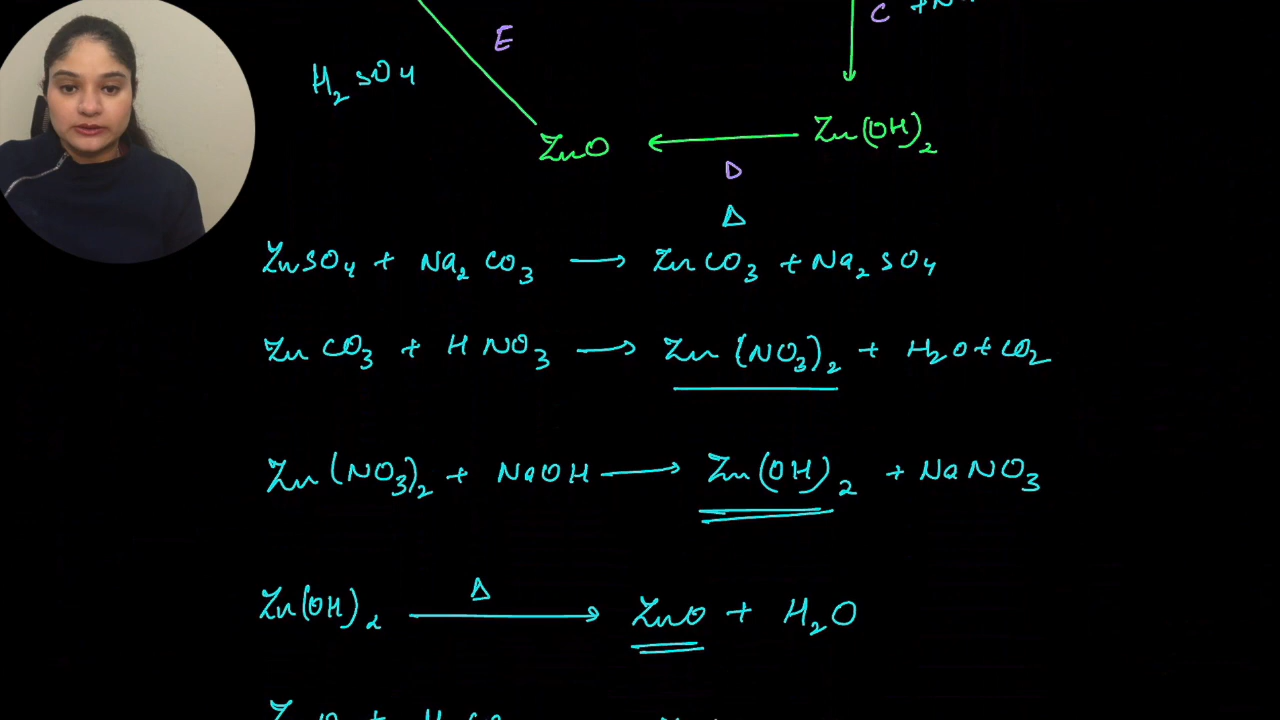 C +N
E
H₂SO₄
ZnO ← Zn(OH)₂
D
Δ
ZnSO₄ + Na₂CO₃ → ZnCO₃ + Na₂SO₄
ZnCO₃ + HNO₃ → Zn(NO₃)₂ + H₂O + CO₂
Zn(NO₃)₂ + NaOH → Zn(OH)₂ + NaNO₃
Δ
Zn(OH)₂ → ZnO + H₂O